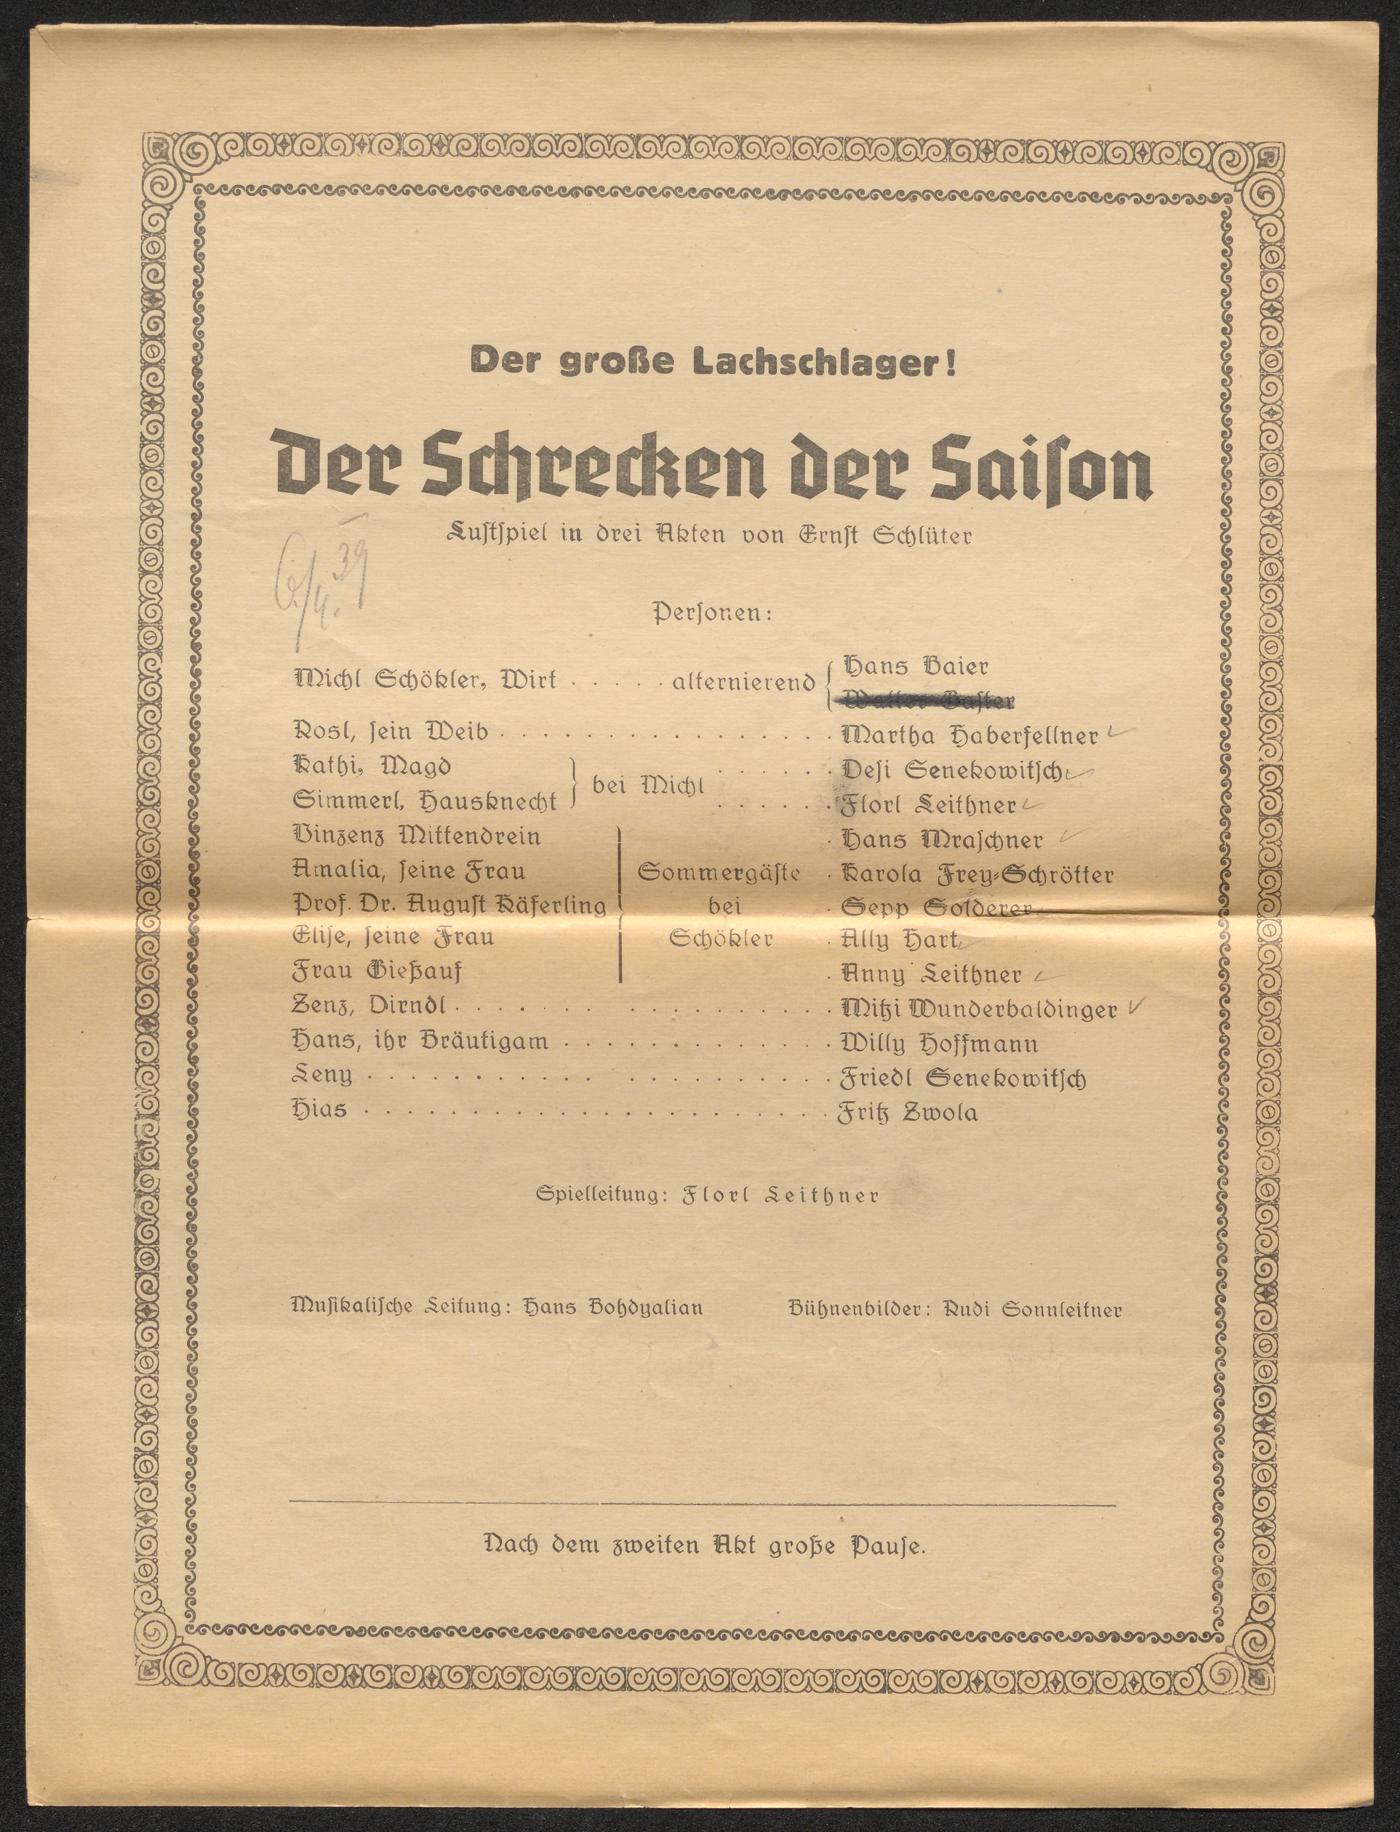 Der große Lachschlager!
Der Schrecken der Saison
Lustspiel in drei Akten von Ernst Schlüter
6./4. 39
Personen:
Michl Schökler, Wirt . . . . . alternierend { Hans Baier
Rosl, sein Weib . . . . . . . . . . . . . . . . Martha Haberfellner
Kathi, Magd } bei Michl . . . . . . Desi Senekowitsch
Simmerl, Hausknecht } . . . . . . Florl Leithner
Vinzenz Mittendrein . Hans Mraschner
Amalia, seine Frau Sommergäste . Karola Frey-Schrötter
Prof. Dr. August Käferling } bei . Sepp Solderer
Elise, seine Frau Schökler . Ally Hart
Frau Gießauf . Anny Leithner
Zenz, Dirndl . . . . . . . . . . . . . . . . . Mitzi Wunderbaldinger
Hans, ihr Bräutigam . . . . . . . . . . . . . Willy Hoffmann
Leny . . . . . . . . . . . . . . . . . . . . Friedl Senekowitsch
Hias . . . . . . . . . . . . . . . . . . . . Fritz Zwola
Spielleitung: Florl Leithner
Musikalische Leitung: Hans Bohdyalian Bühnenbilder: Rudi Sonnleitner
Nach dem zweiten Akt große Pause.